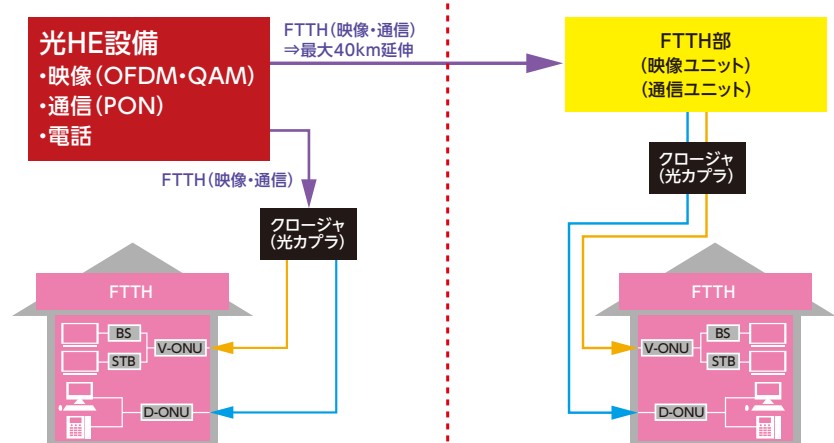 光HE設備
・映像（OFDM・QAM）
・通信（PON）
・電話
FTTH（映像・通信）
⇒最大40km延伸
FTTH部
（映像ユニット）
（通信ユニット）
FTTH（映像・通信）
クロージャ
（光カプラ）
クロージャ
（光カプラ）
FTTH
BS
STB
V-ONU
D-ONU
FTTH
BS
V-ONU
STB
D-ONU